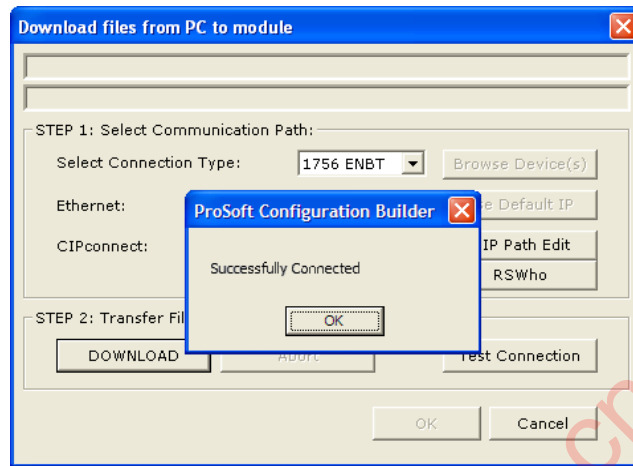 Download files from PC to module
STEP 1: Select Communication Path:
Select Connection Type:
1756 ENBT
Browse Device(s)
Ethernet:
Default IP
CIPconnect:
IP Path Edit
RSWho
ProSoft Configuration Builder
Successfully Connected
OK
STEP 2: Transfer Fil
DOWNLOAD
Abort
Test Connection
OK
Cancel